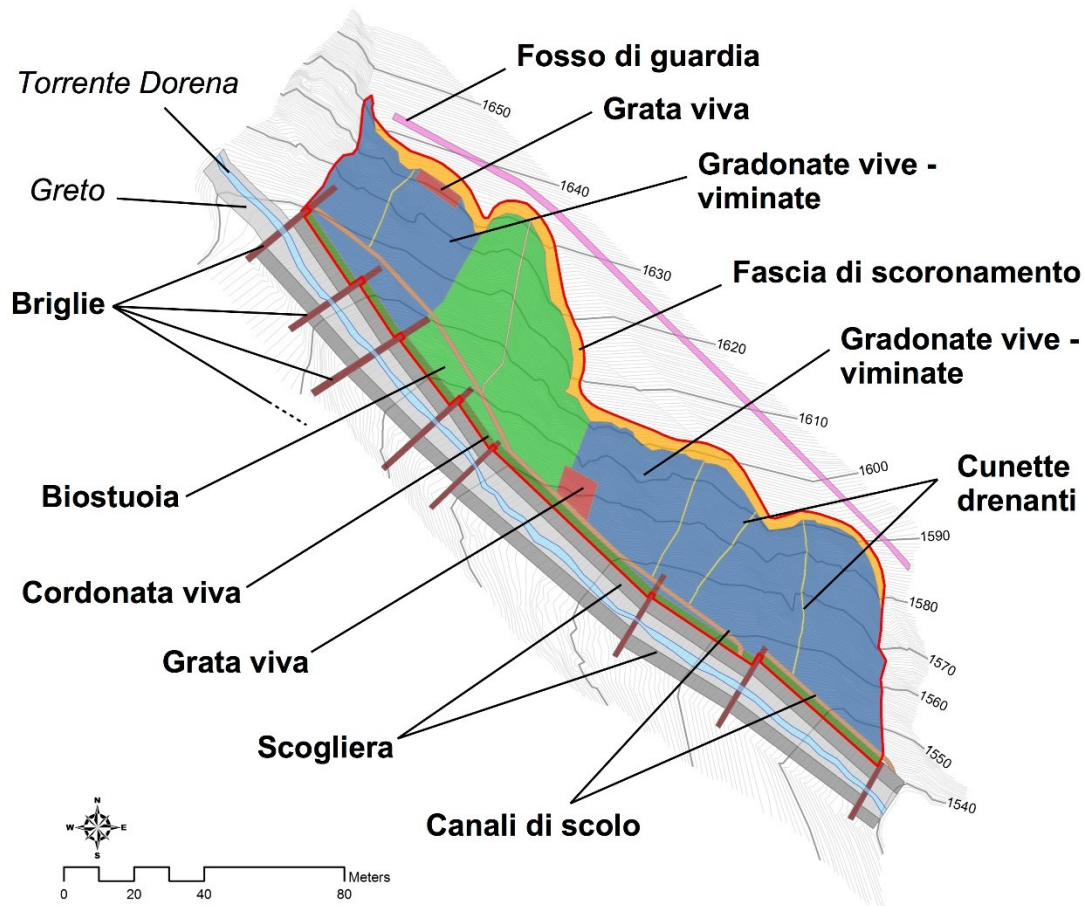 Fosso di guardia
Torrente Dorena
Grata viva
1650
Gradonate vive -
viminate
Greto
1640
1630
Fascia di scoronamento
Briglie
1620
Gradonate vive -
viminate
1610
1600
Cunette
drenanti
Biostuoia
1590
Cordonata viva
1580
Grata viva
1570
1560
Scogliera
1550
1540
Canali di scolo
N
W E
S
Meters
0 20 40 80